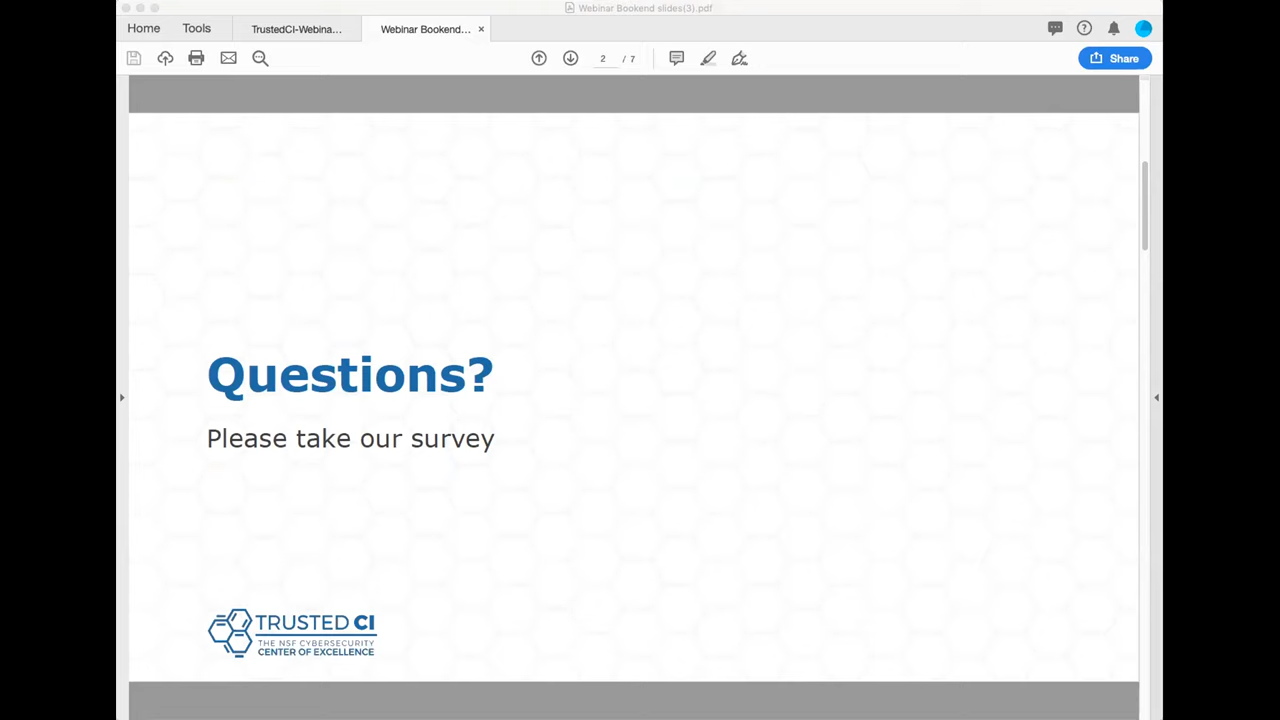 Webinar Bookend slides(3).pdf
Home Tools TrustedCI-Webina... Webinar Bookend... ×
2 / 7 Share
Questions?
Please take our survey
TRUSTED CI
THE NSF CYBERSECURITY
CENTER OF EXCELLENCE